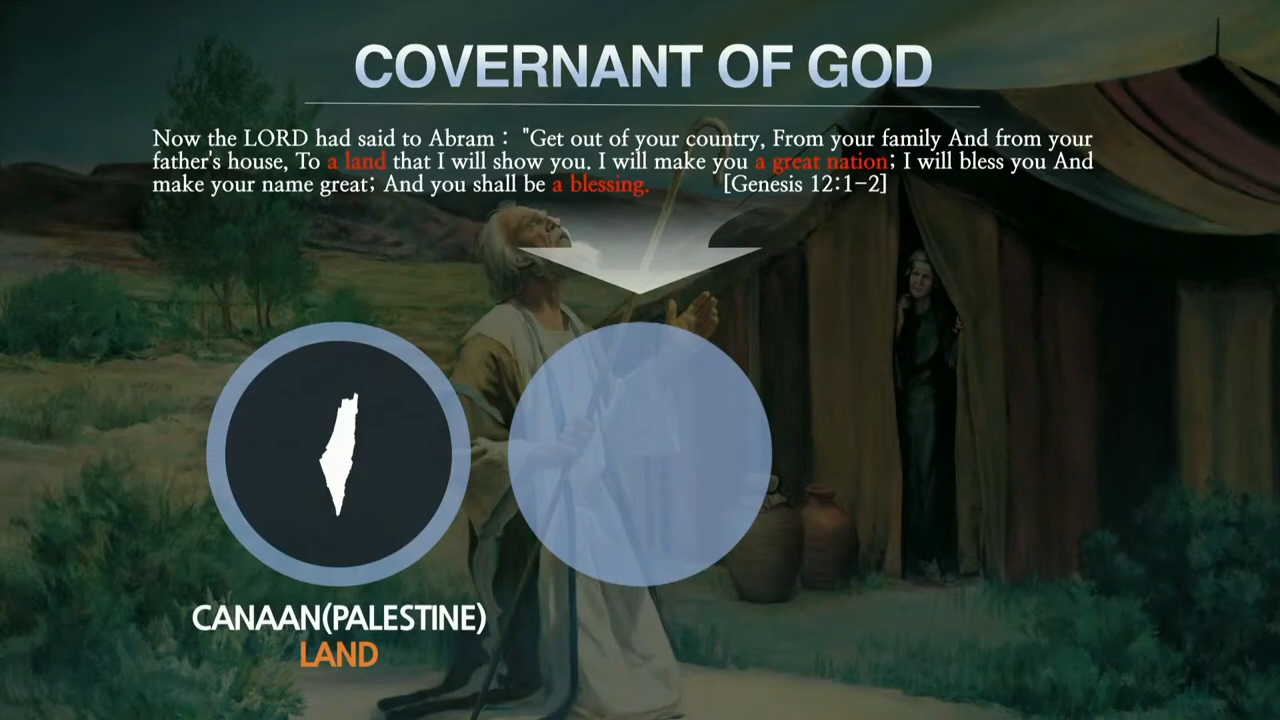 COVERNANT OF GOD
Now the LORD had said to Abram : "Get out of your country, From your family And from your
father's house, To a land that I will show you. I will make you a great nation; I will bless you And
make your name great; And you shall be a blessing. [Genesis 12:1-2]
CANAAN(PALESTINE)
LAND